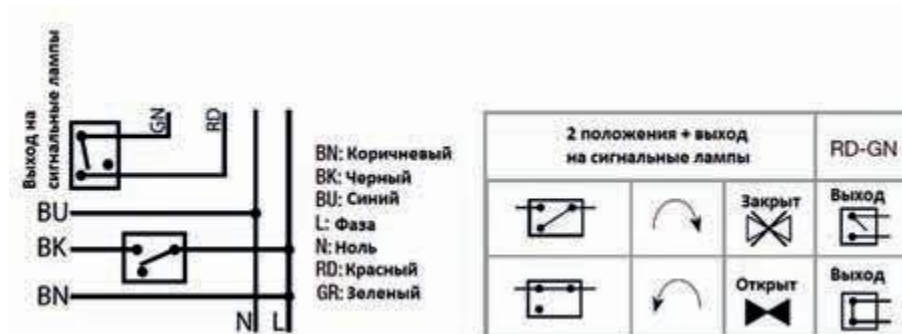 Выход на
сигнальные лампы
GN
RD
BU
BK
BN
N
L
BN: Коричневый
BK: Черный
BU: Синий
L: Фаза
N: Ноль
RD: Красный
GR: Зеленый
2 положения + выход
на сигнальные лампы
RD-GN
Закрыт
Выход
Открыт
Выход